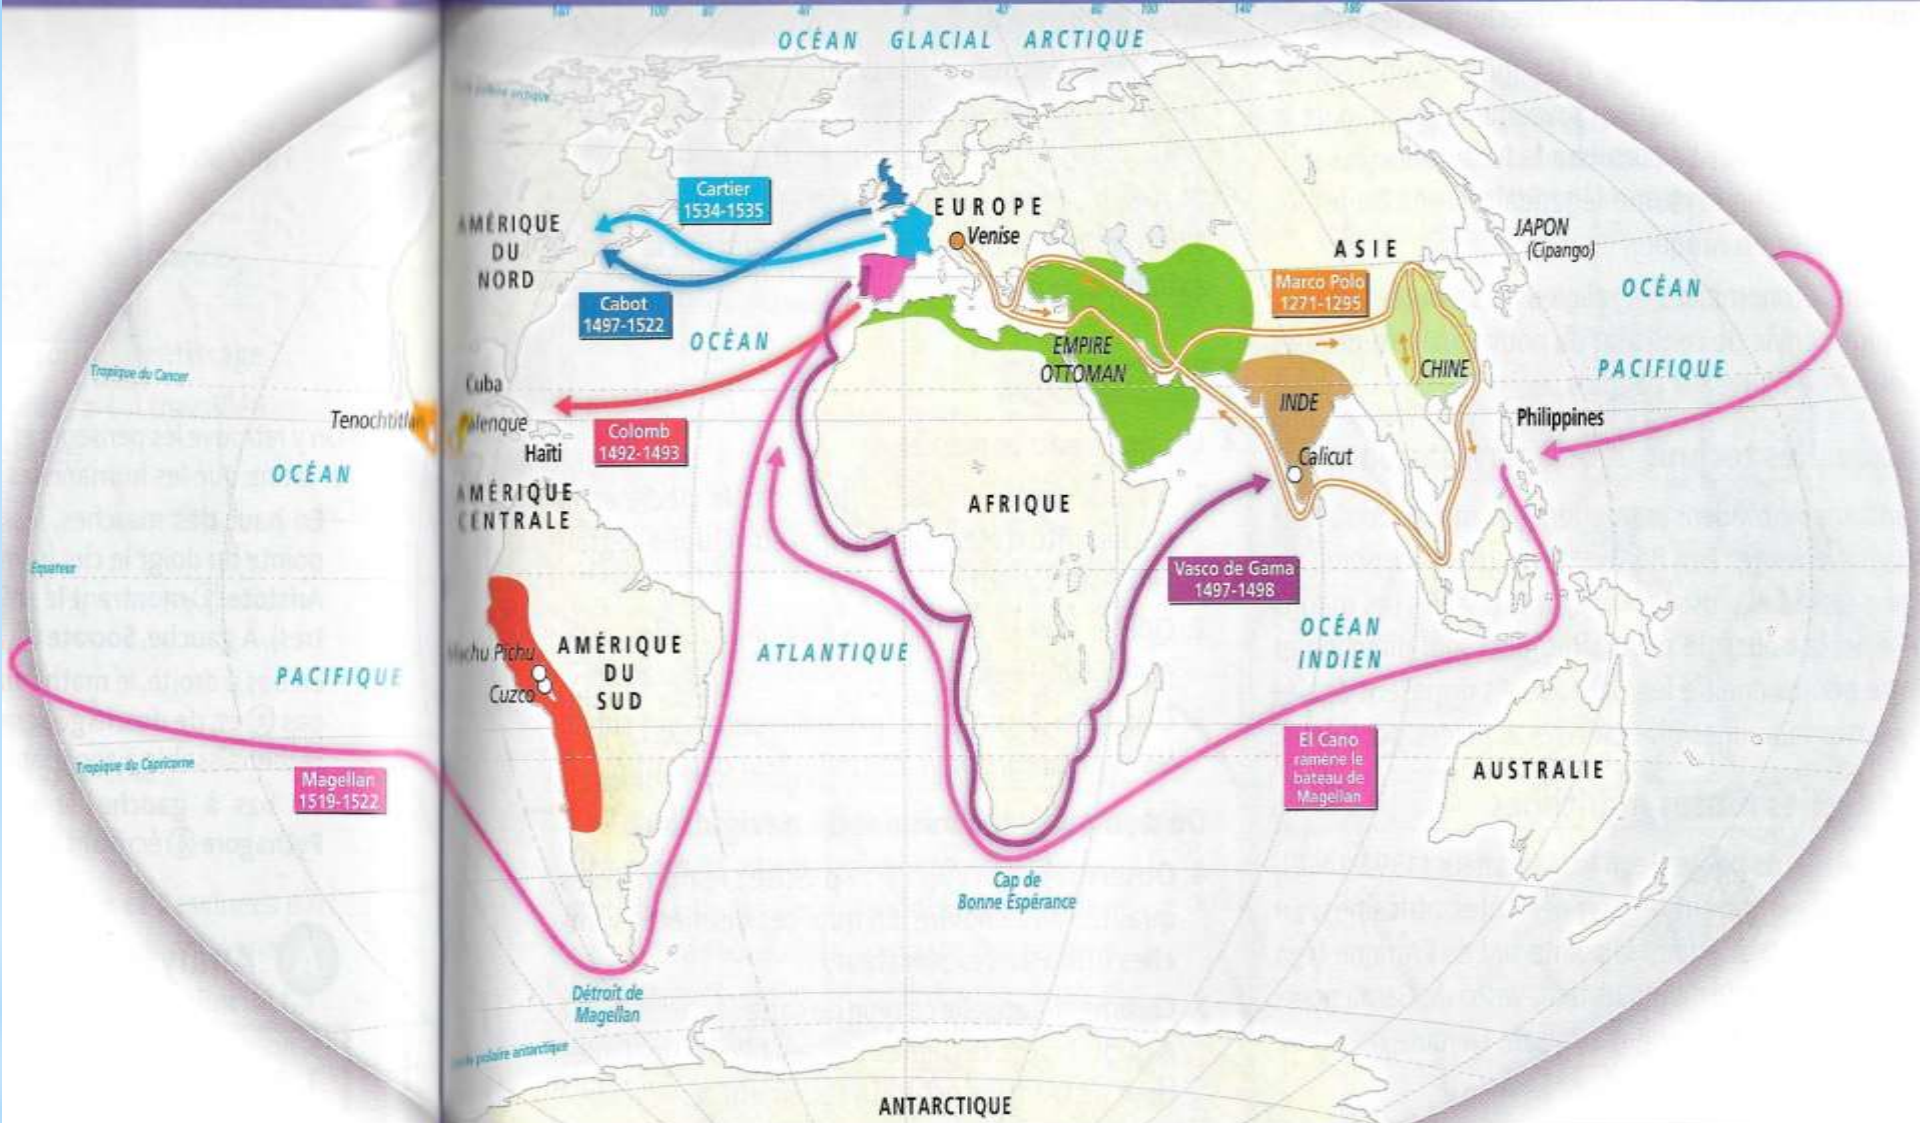 OCÉAN GLACIAL ARCTIQUE
Cartier
1534-1535
AMÉRIQUE
DU
NORD
EUROPE
Venise
JAPON
(Cipango)
ASIE
Marco Polo
1271-1295
OCÉAN
PACIFIQUE
Cabot
1497-1522
OCÉAN
EMPIRE
OTTOMAN
CHINE
INDE
Tropique du Cancer
Cuba
Tenochtitlan
alenque
Haïti
Colomb
1492-1493
Philippines
Calicut
OCÉAN
AMÉRIQUE
CENTRALE
AFRIQUE
Équateur
Vasco de Gama
1497-1498
OCÉAN
INDIEN
Pichu
Cuzco
AMÉRIQUE
DU
SUD
ATLANTIQUE
PACIFIQUE
Tropique du Capricorne
Magellan
1519-1522
El Cano
ramène le
bateau de
Magellan
AUSTRALIE
Cap de
Bonne Espérance
Détroit de
Magellan
polaire antarctique
ANTARCTIQUE